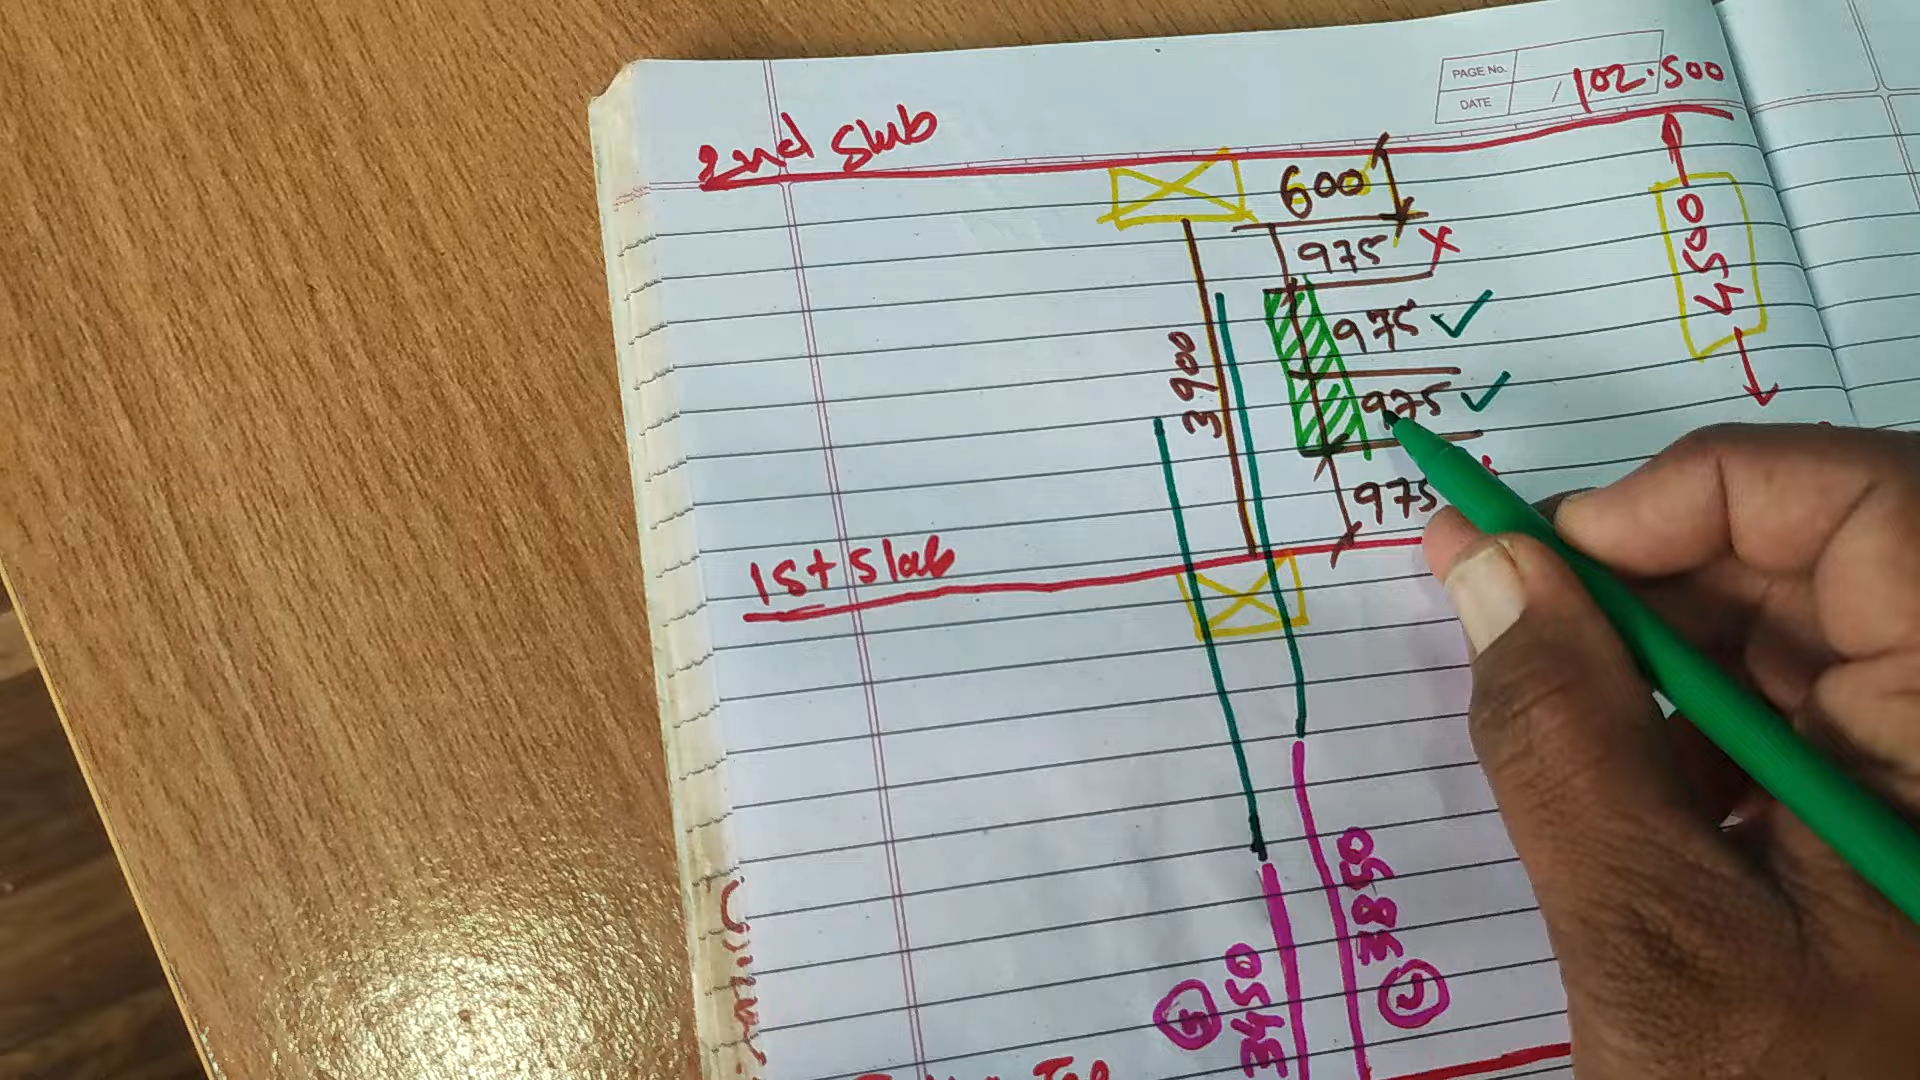 PAGE No.
DATE / /
102.500
2nd Slab
600
975 x
975 ✓
975 ✓
975
3900
4500
1st slab
3450
3850